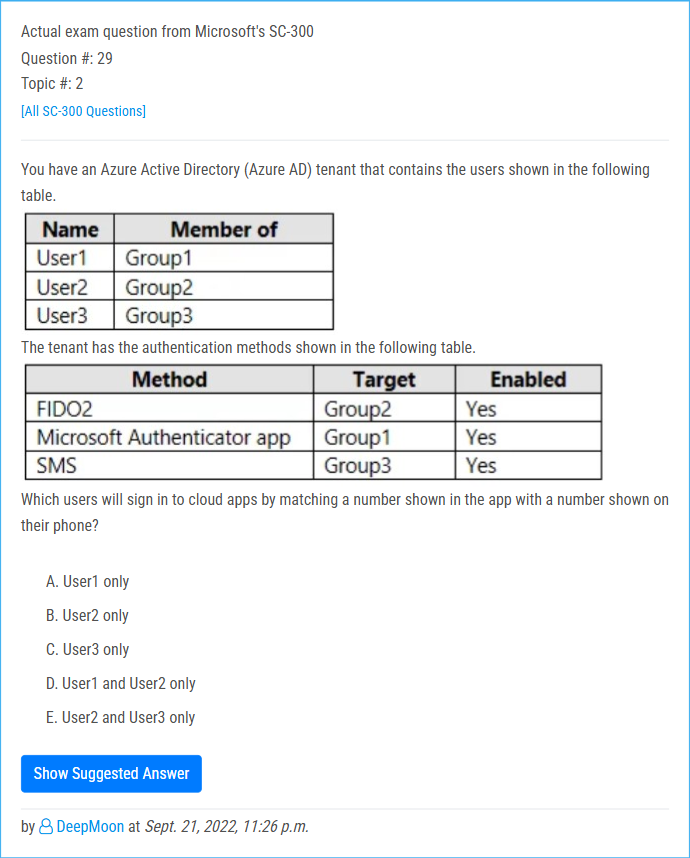 Actual exam question from Microsoft's SC-300
Question #: 29
Topic #: 2
[All SC-300 Questions]
You have an Azure Active Directory (Azure AD) tenant that contains the users shown in the following
table.
Name Member of
User1 Group1
User2 Group2
User3 Group3
The tenant has the authentication methods shown in the following table.
Method Target Enabled
FIDO2 Group2 Yes
Microsoft Authenticator app Group1 Yes
SMS Group3 Yes
Which users will sign in to cloud apps by matching a number shown in the app with a number shown on
their phone?
A. User1 only
B. User2 only
C. User3 only
D. User1 and User2 only
E. User2 and User3 only
Show Suggested Answer
by DeepMoon at Sept. 21, 2022, 11:26 p.m.